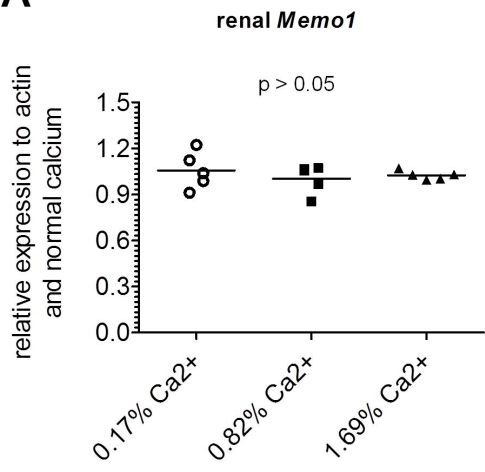 A
renal Memo1
p > 0.05
relative expression to actin
and normal calcium
1.5
1.2
0.9
0.6
0.3
0.0
0.17% Ca2+
0.82% Ca2+
1.69% Ca2+